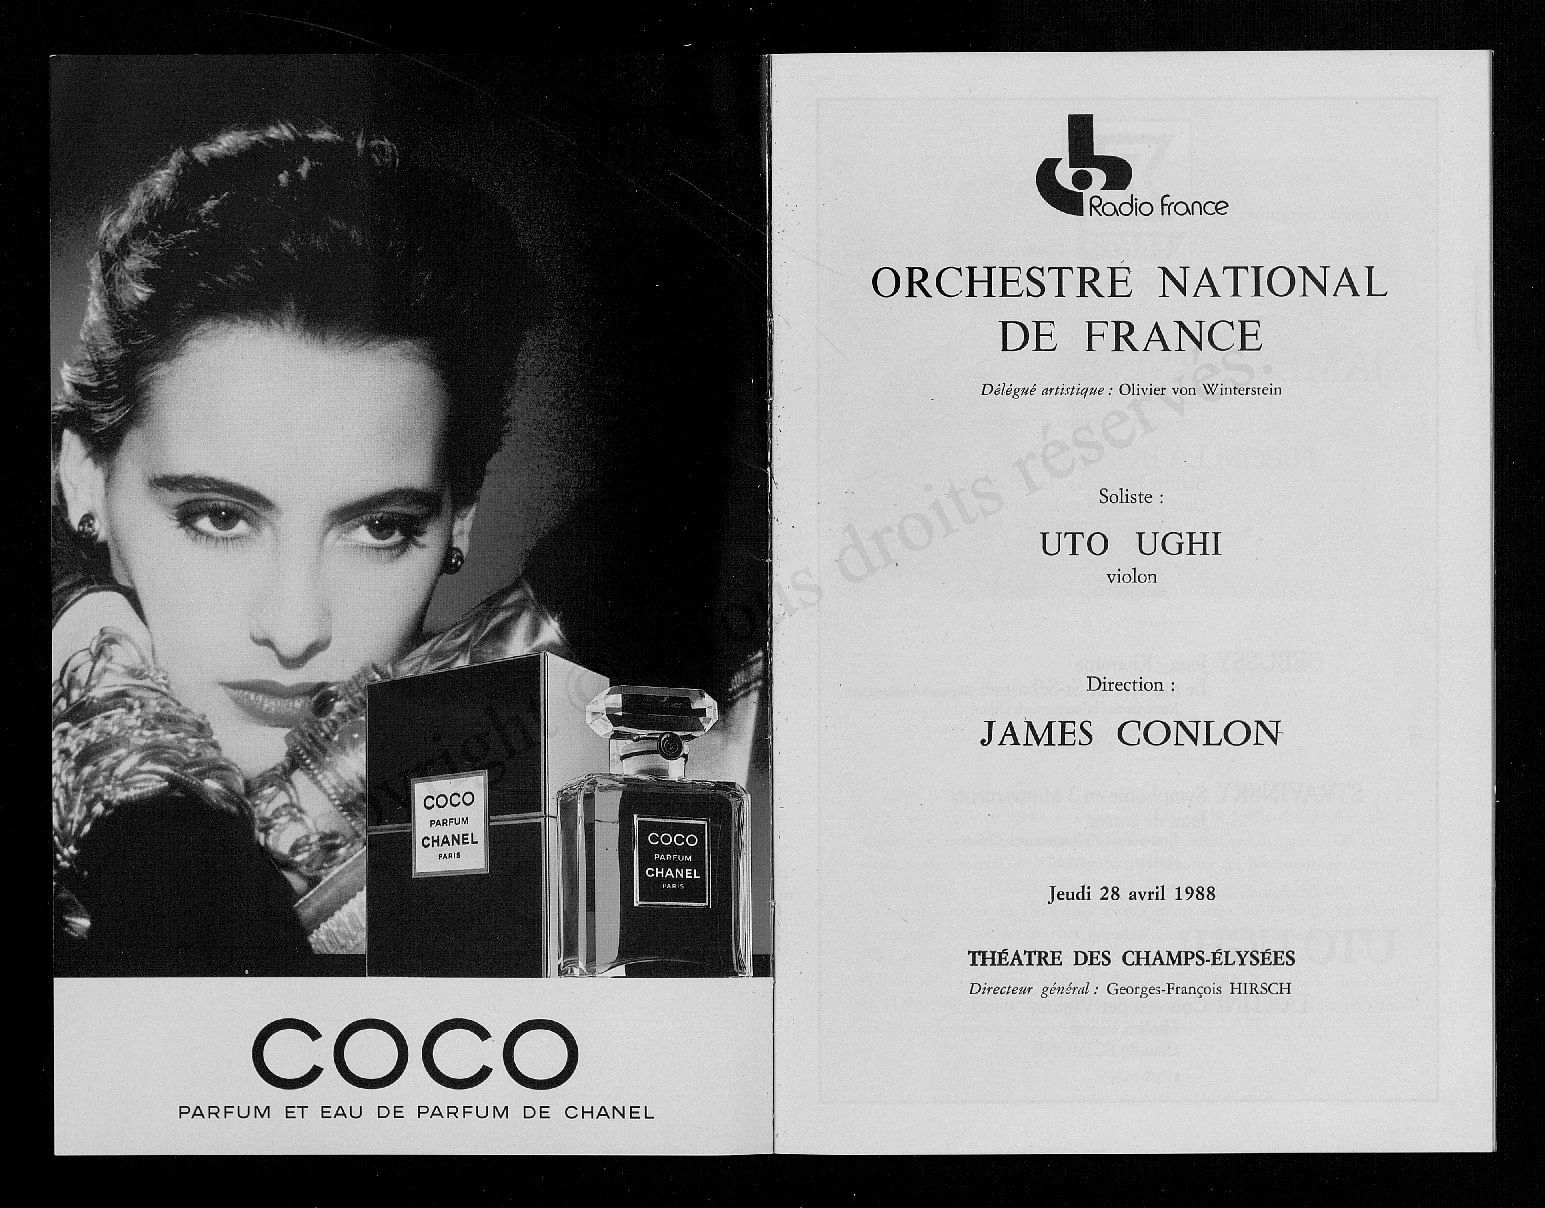 COCO
PARFUM
CHANEL
PARIS
COCO
PARFUM
CHANEL
PARIS
COCO
PARFUM ET EAU DE PARFUM DE CHANEL
Radio France
ORCHESTRE NATIONAL
DE FRANCE
Délégué artistique : Olivier von Winterstein
Soliste :
UTO UGHI
violon
Direction :
JAMES CONLON
Jeudi 28 avril 1988
THÉATRE DES CHAMPS-ÉLYSÉES
Directeur général : Georges-François HIRSCH
droits réservés.